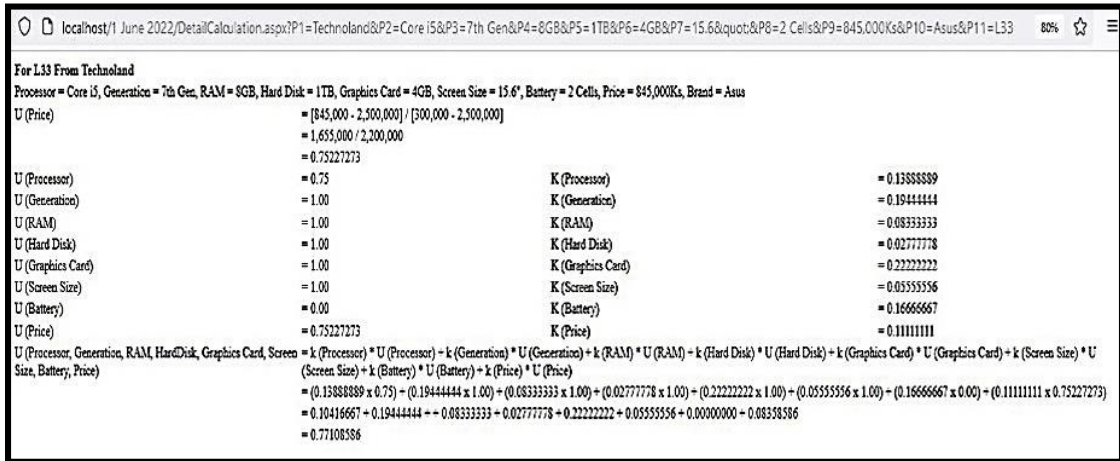 localhost/1 June 2022/DetailCalculation.aspx?P1=Technoland&P2=Core i5&P3=7th Gen&P4=8GB&P5=1TB&P6=4GB&P7=15.6&quot;&P8=2 Cells&P9=845,000Ks&P10=Asus&P11=L33 80%
For L33 From Technoland
Processor = Core i5, Generation = 7th Gen, RAM = 8GB, Hard Disk = 1TB, Graphics Card = 4GB, Screen Size = 15.6", Battery = 2 Cells, Price = 845,000Ks, Brand = Asus
U (Price) = [845,000 - 2,500,000] / [300,000 - 2,500,000]
= 1,655,000 / 2,200,000
= 0.75227273
U (Processor) = 0.75 K (Processor) = 0.13888889
U (Generation) = 1.00 K (Generation) = 0.19444444
U (RAM) = 1.00 K (RAM) = 0.08333333
U (Hard Disk) = 1.00 K (Hard Disk) = 0.02777778
U (Graphics Card) = 1.00 K (Graphics Card) = 0.22222222
U (Screen Size) = 1.00 K (Screen Size) = 0.05555556
U (Battery) = 0.00 K (Battery) = 0.16666667
U (Price) = 0.75227273 K (Price) = 0.11111111
U (Processor, Generation, RAM, HardDisk, Graphics Card, Screen = k (Processor) * U (Processor) + k (Generation) * U (Generation) + k (RAM) * U (RAM) + k (Hard Disk) * U (Hard Disk) + k (Graphics Card) * U (Graphics Card) + k (Screen Size) * U
Size, Battery, Price) (Screen Size) + k (Battery) * U (Battery) + k (Price) * U (Price)
= (0.13888889 x 0.75) + (0.19444444 x 1.00) + (0.08333333 x 1.00) + (0.02777778 x 1.00) + (0.22222222 x 1.00) + (0.05555556 x 1.00) + (0.16666667 x 0.00) + (0.11111111 x 0.75227273)
= 0.10416667 + 0.19444444 + + 0.08333333 + 0.02777778 + 0.22222222 + 0.05555556 + 0.00000000 + 0.08358586
= 0.77108586